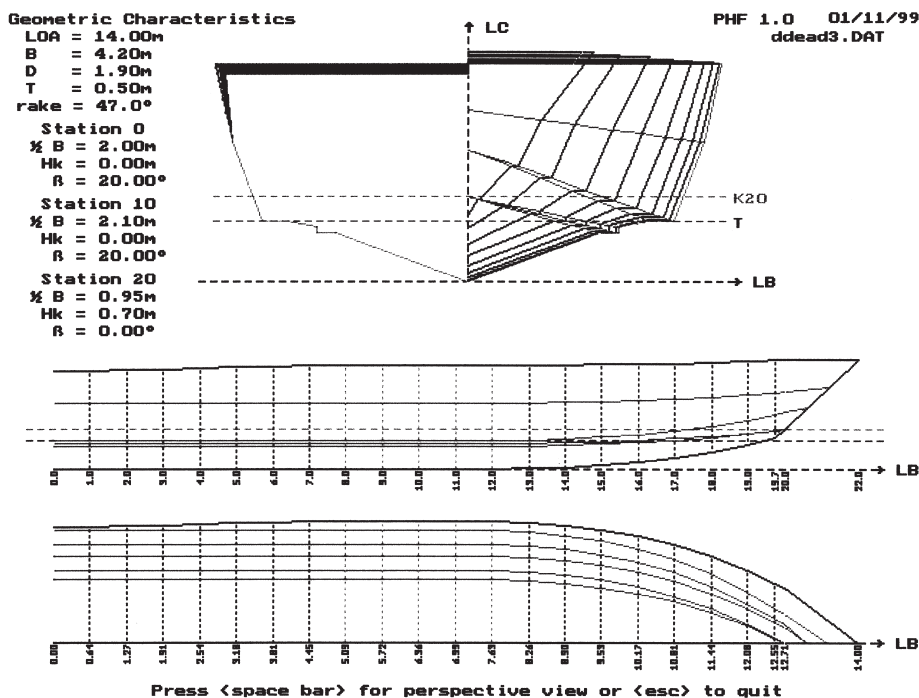 Geometric Characteristics
LOA = 14.00m
B = 4.20m
D = 1.90m
T = 0.50m
rake = 47.0°
Station 0
½ B = 2.00m
Hk = 0.00m
ß = 20.00°
Station 10
½ B = 2.10m
Hk = 0.00m
ß = 20.00°
Station 20
½ B = 0.95m
Hk = 0.70m
ß = 0.00°
LC
PHF 1.0 01/11/99
ddead3.DAT
K20
T
LB
0.0 1.0 2.0 3.0 4.0 5.0 6.0 7.0 8.0 9.0 10.0 11.0 12.0 13.0 14.0 15.0 16.0 17.0 18.0 19.0 19.7 20.0 22.0
LB
0.00 0.64 1.27 1.91 2.54 3.18 3.81 4.45 5.09 5.72 6.36 6.99 7.63 8.26 8.90 9.53 10.17 10.81 11.44 12.08 12.55 12.71 14.00
LB
Press <space bar> for perspective view or <esc> to quit